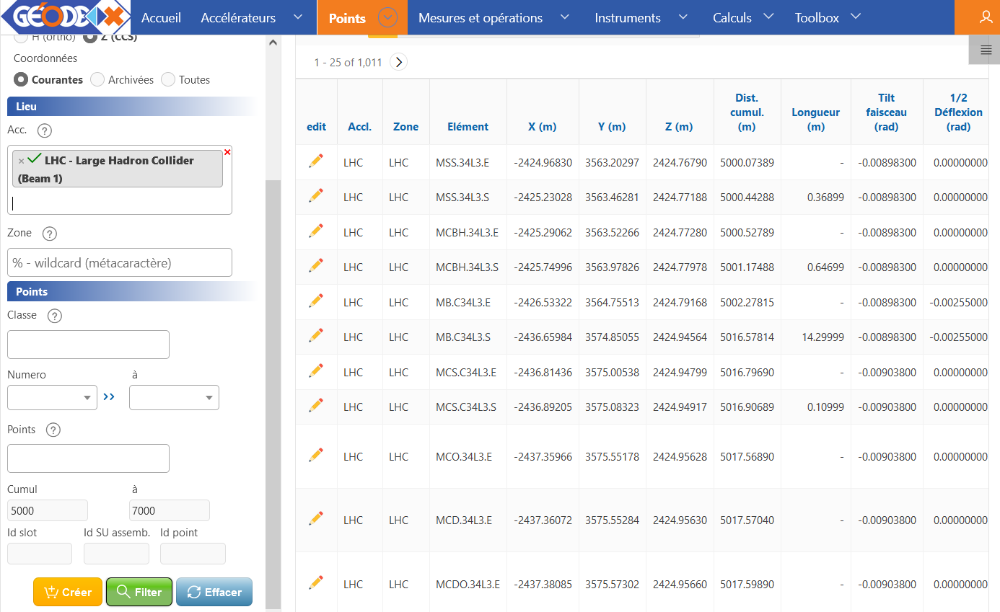 GÉODE
Accueil Accélérateurs Points Mesures et opérations Instruments Calculs Toolbox
H (ortho) Z (CCS)
Coordonnées
Courantes Archivées Toutes
Lieu
Acc. ?
× LHC - Large Hadron Collider
(Beam 1)
×
Zone ?
% - wildcard (métacaractère)
Points
Classe ?
Numero à
>>
Points ?
Cumul à
5000 7000
Id slot Id SU assemb. Id point
Créer Filter Effacer
1 - 25 of 1,011
edit Accl. Zone Elément X (m) Y (m) Z (m) Dist. cumul. (m) Longueur (m) Tilt faisceau (rad) 1/2 Déflexion (rad)
LHC LHC MSS.34L3.E -2424.96830 3563.20297 2424.76790 5000.07389 - -0.00898300 0.00000000
LHC LHC MSS.34L3.S -2425.23028 3563.46281 2424.77188 5000.44288 0.36899 -0.00898300 0.00000000
LHC LHC MCBH.34L3.E -2425.29062 3563.52266 2424.77280 5000.52789 - -0.00898300 0.00000000
LHC LHC MCBH.34L3.S -2425.74996 3563.97826 2424.77978 5001.17488 0.64699 -0.00898300 0.00000000
LHC LHC MB.C34L3.E -2426.53322 3564.75513 2424.79168 5002.27815 - -0.00898300 -0.00255000
LHC LHC MB.C34L3.S -2436.65984 3574.85055 2424.94564 5016.57814 14.29999 -0.00898300 -0.00255000
LHC LHC MCS.C34L3.E -2436.81436 3575.00538 2424.94799 5016.79690 - -0.00903800 0.00000000
LHC LHC MCS.C34L3.S -2436.89205 3575.08323 2424.94917 5016.90689 0.10999 -0.00903800 0.00000000
LHC LHC MCO.34L3.E -2437.35966 3575.55178 2424.95628 5017.56890 - -0.00903800 0.00000000
LHC LHC MCD.34L3.E -2437.36072 3575.55284 2424.95630 5017.57040 - -0.00903800 0.00000000
LHC LHC MCDO.34L3.E -2437.38085 3575.57302 2424.95660 5017.59890 - -0.00903800 0.00000000